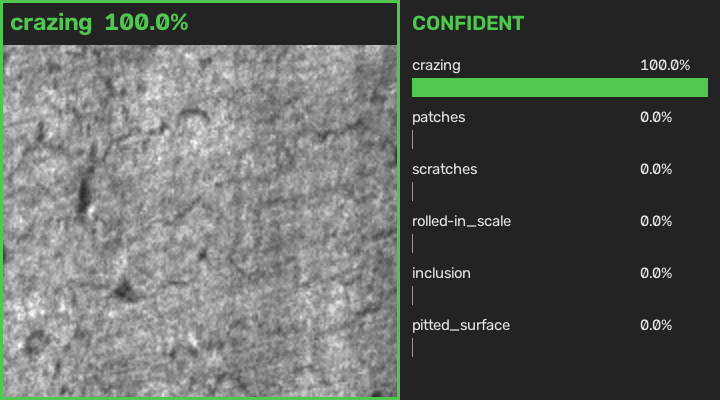 crazing 100.0%
CONFIDENT
crazing 100.0%
patches 0.0%
scratches 0.0%
rolled-in_scale 0.0%
inclusion 0.0%
pitted_surface 0.0%